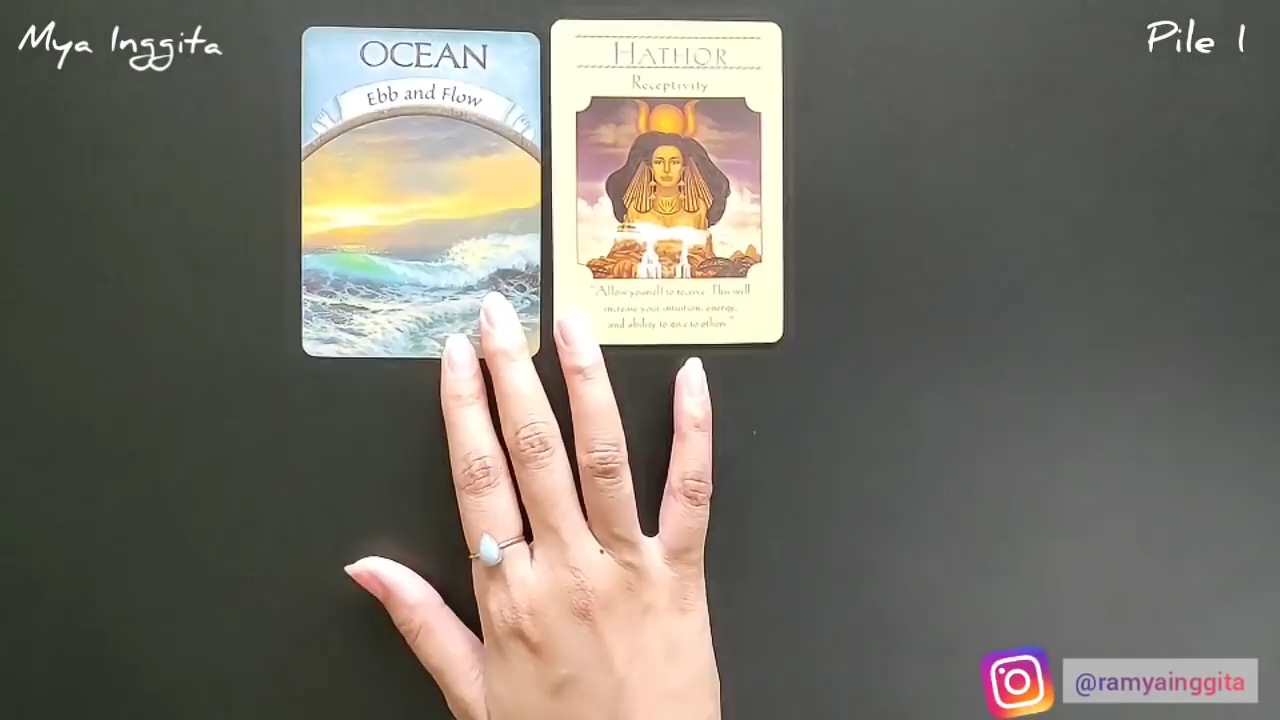 Mya Inggita
Pile 1
OCEAN
Ebb and Flow
HATHOR
Receptivity
"Allow yourself to receive. This will
increase your intuition, energy,
and ability to give to others."
@ramyainggita